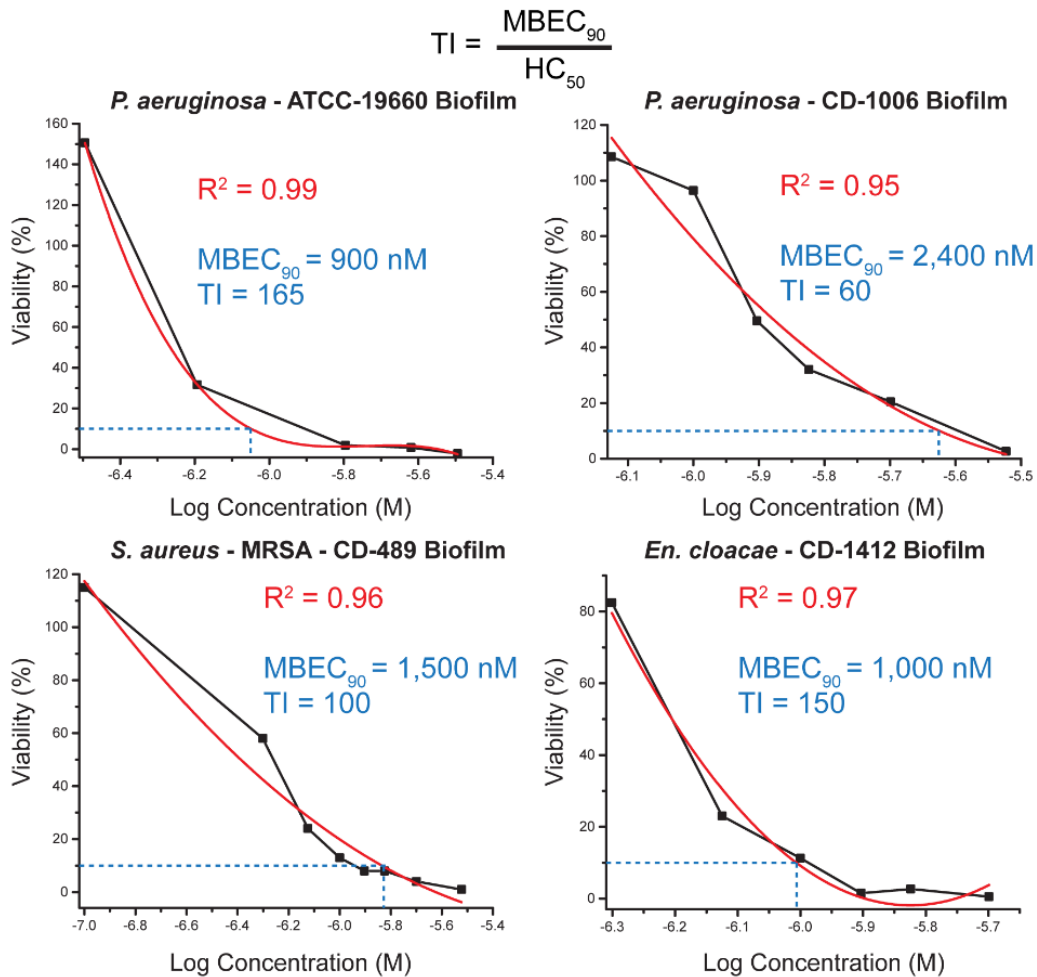 TI = MBEC90
HC50
P. aeruginosa - ATCC-19660 Biofilm
160
140
120
100
80
60
40
20
10
0
-6.4
-6.2
-6.0
-5.8
-5.6
-5.4
Viability (%)
Log Concentration (M)
R² = 0.99
MBEC90 = 900 nM
TI = 165
P. aeruginosa - CD-1006 Biofilm
120
100
80
60
40
20
10
0
-6.1
-6.0
-5.9
-5.8
-5.7
-5.6
-5.5
Viability (%)
Log Concentration (M)
R² = 0.95
MBEC90 = 2,400 nM
TI = 60
S. aureus - MRSA - CD-489 Biofilm
120
100
80
60
40
20
10
0
-7.0
-6.8
-6.6
-6.4
-6.2
-6.0
-5.8
-5.6
-5.4
Viability (%)
Log Concentration (M)
R² = 0.96
MBEC90 = 1,500 nM
TI = 100
En. cloacae - CD-1412 Biofilm
80
60
40
20
10
0
-6.3
-6.2
-6.1
-6.0
-5.9
-5.8
-5.7
Viability (%)
Log Concentration (M)
R² = 0.97
MBEC90 = 1,000 nM
TI = 150